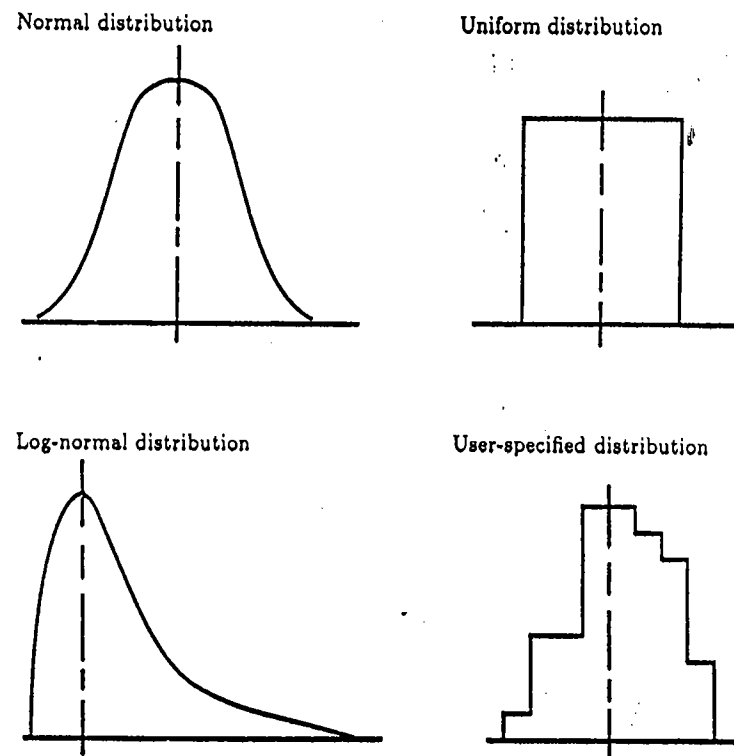 Normal distribution
Uniform distribution
Log-normal distribution
User-specified distribution